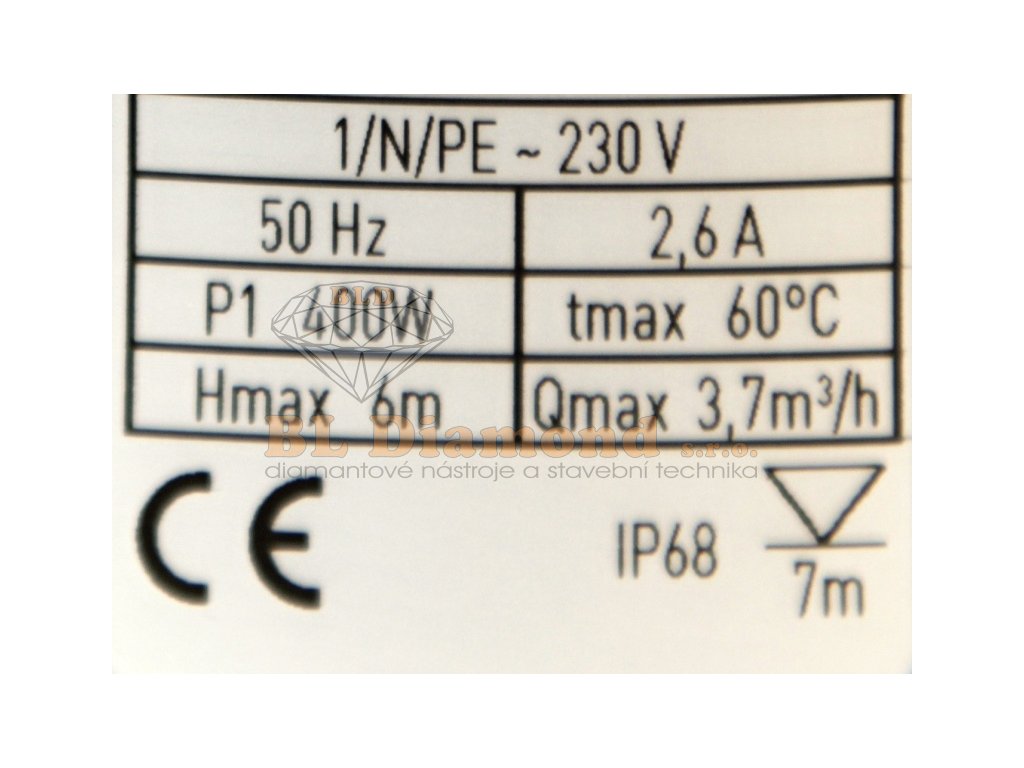 1/N/PE ~ 230 V
50 Hz 2,6 A
P1 400W tmax 60°C
BLD
Hmax 6m Qmax 3,7m³/h
BL Diamond s.r.o.
diamantové nástroje a stavební technika
CE
IP68
7m